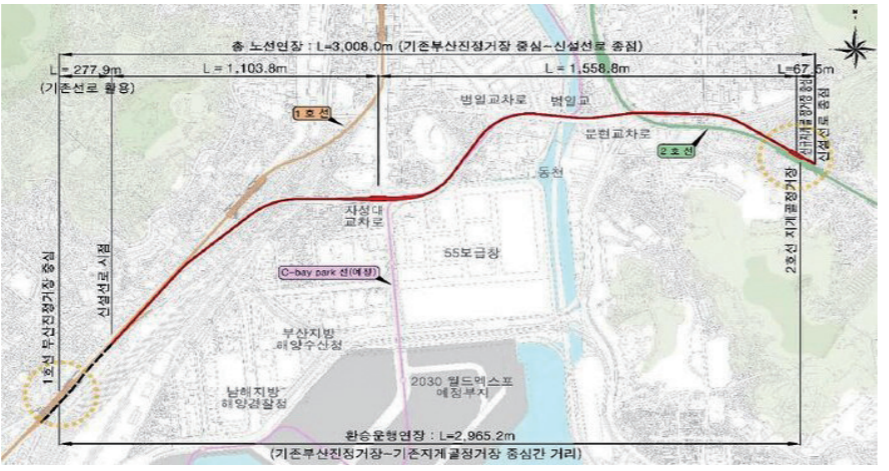 총 노선연장 : L=3,008.0m (기존부산진정거장 중심~신설선로 종점)
L= 277.9m
L = 1,103.8m
L = 1,558.8m
L=67.5m
(기존선로 활용)
1 호 선
범일교차로
범일교
문현교차로
2 호 선
신설선로 종점
동천
자성대
교차로
2호선 지게골정거장
55보급창
C-bay park 선(예정)
신설선로 시점
1호선 부산진정거장 중심
부산지방
해양수산청
남해지방
해양경찰청
2030 월드엑스포
예정부지
환승운행연장 : L=2,965.2m
(기존부산진정거장~기존지게골정거장 중심간 거리)